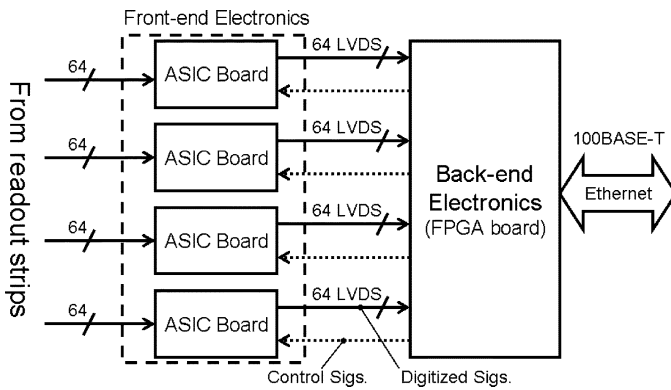 Front-end Electronics
From readout strips
64
ASIC Board
64 LVDS
64
ASIC Board
64 LVDS
64
ASIC Board
64 LVDS
64
ASIC Board
64 LVDS
Back-end
Electronics
(FPGA board)
100BASE-T
Ethernet
Control Sigs.
Digitized Sigs.